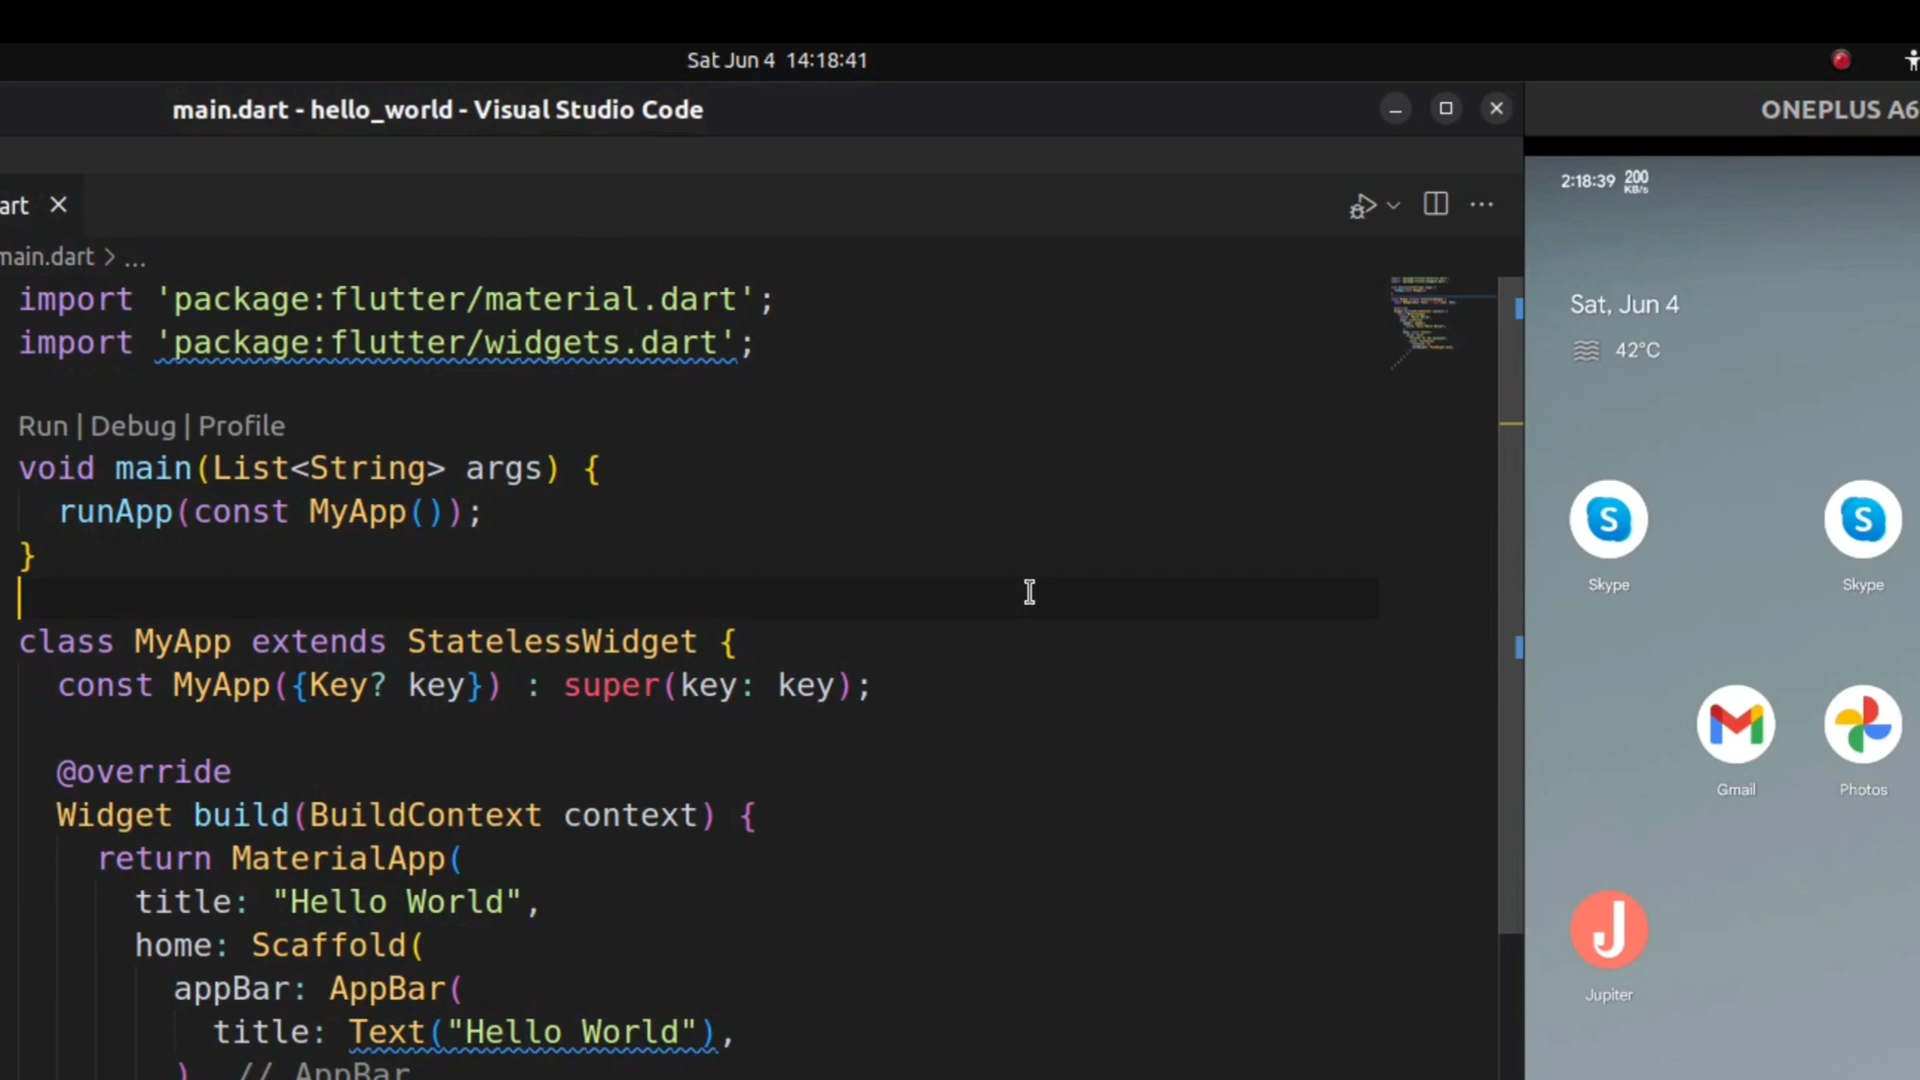 Sat Jun 4 14:18:41
main.dart - hello_world - Visual Studio Code
ONEPLUS A6
art
main.dart > ...
import 'package:flutter/material.dart';
import 'package:flutter/widgets.dart';
Run | Debug | Profile
void main(List<String> args) {
runApp(const MyApp());
}
class MyApp extends StatelessWidget {
const MyApp({Key? key}) : super(key: key);
@override
Widget build(BuildContext context) {
return MaterialApp(
title: "Hello World",
home: Scaffold(
appBar: AppBar(
title: Text("Hello World"),
) // AppBar
2:18:39 200 KB/s
Sat, Jun 4
42°C
Skype
Skype
Gmail
Photos
Jupiter